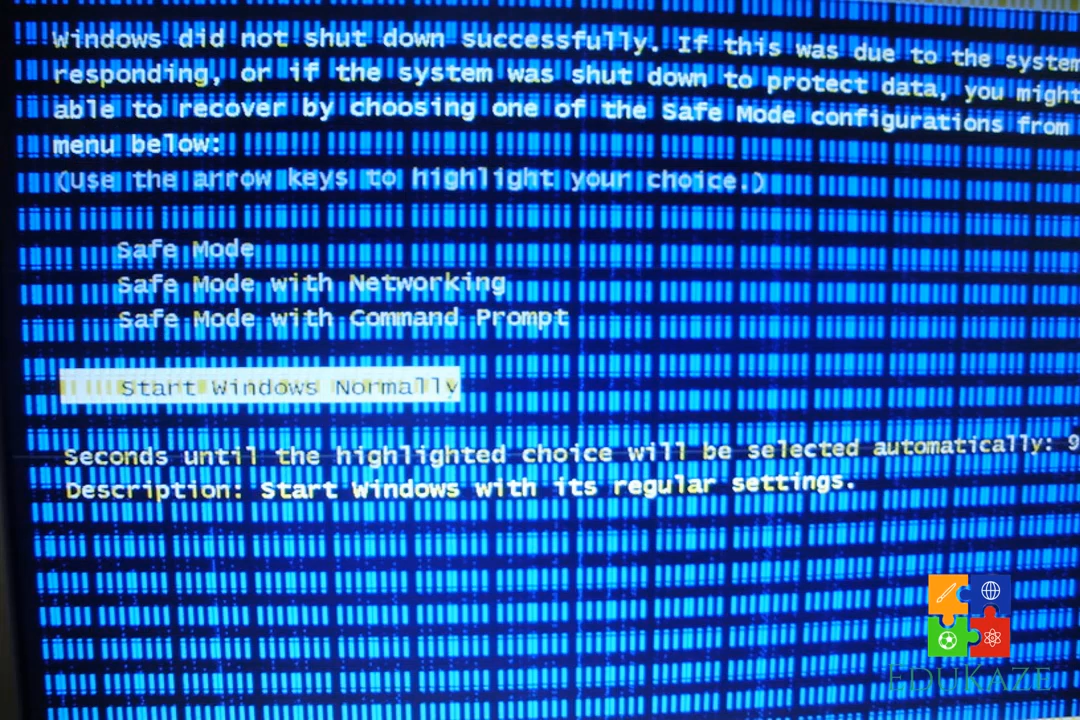 Windows did not shut down successfully. If this was due to the system
responding, or if the system was shut down to protect data, you might
able to recover by choosing one of the Safe Mode configurations from
menu below:
(Use the arrow keys to highlight your choice.)
Safe Mode
Safe Mode with Networking
Safe Mode with Command Prompt
Start Windows Normally
Seconds until the highlighted choice will be selected automatically: 9
Description: Start Windows with its regular settings.
EDUKAZE